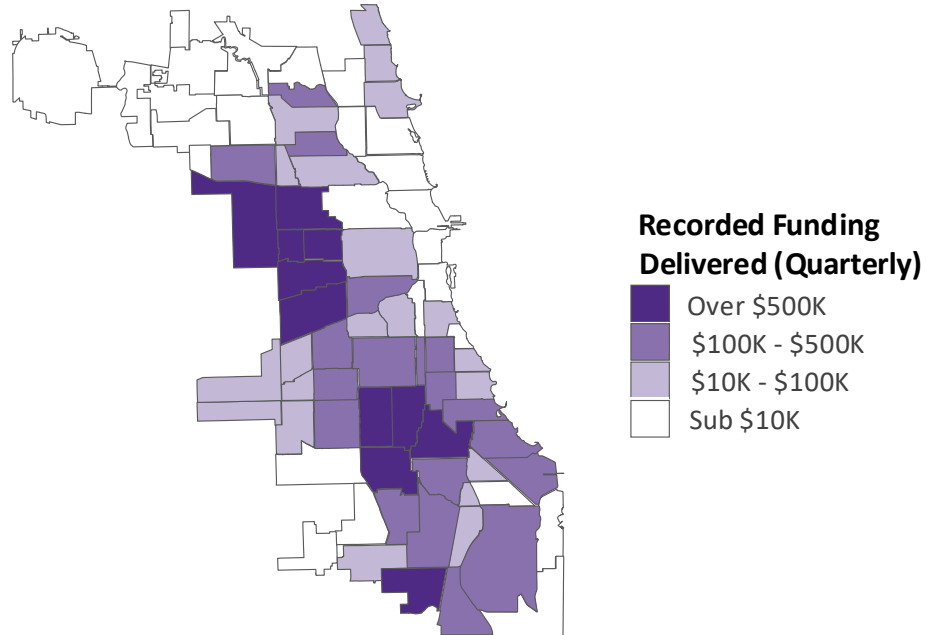 Recorded Funding
Delivered (Quarterly)
Over $500K
$100K - $500K
$10K - $100K
Sub $10K